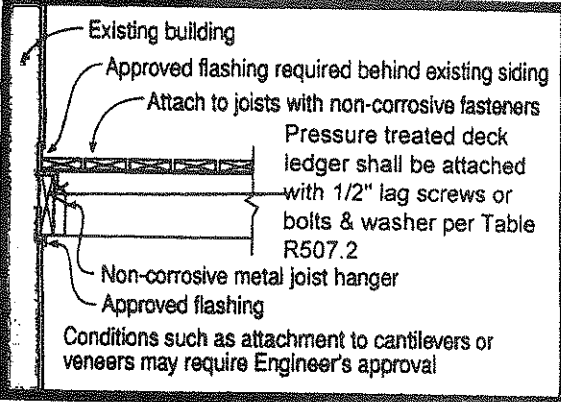 Existing building
Approved flashing required behind existing siding
Attach to joists with non-corrosive fasteners
Pressure treated deck
ledger shall be attached
with 1/2" lag screws or
bolts & washer per Table
R507.2
Non-corrosive metal joist hanger
Approved flashing
Conditions such as attachment to cantilevers or
veneers may require Engineer's approval